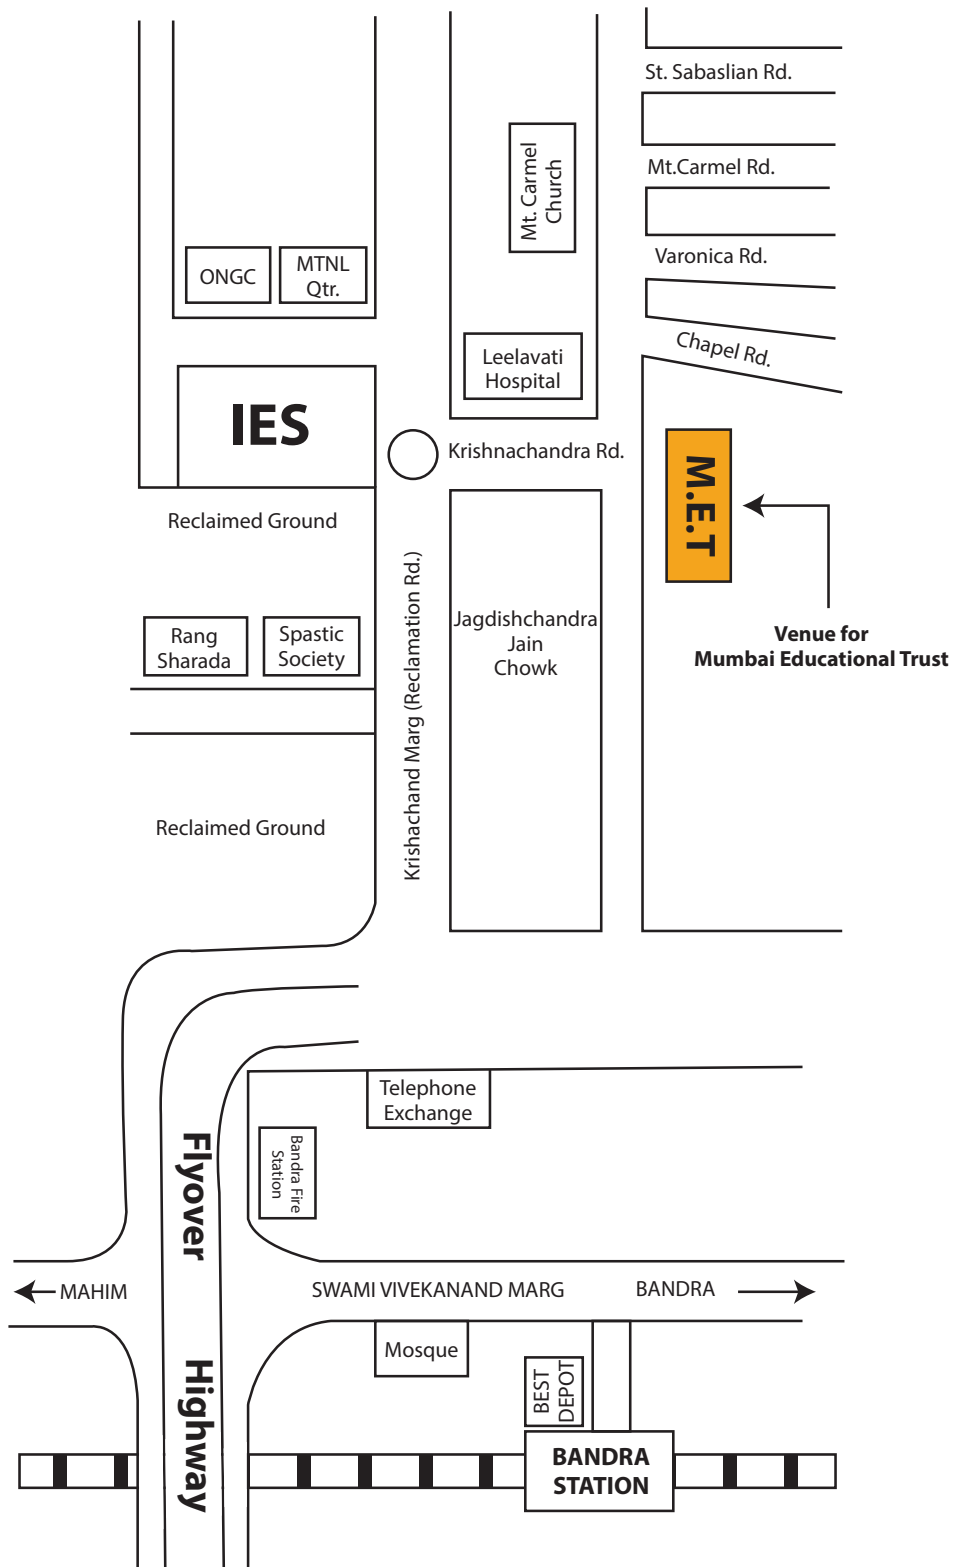 St. Sabaslian Rd.
Mt. Carmel
Church
Mt.Carmel Rd.
Varonica Rd.
ONGC
MTNL
Qtr.
Chapel Rd.
Leelavati
Hospital
IES
Krishnachandra Rd.
M.E.T
Reclaimed Ground
Krishachand Marg (Reclamation Rd.)
Rang
Sharada
Spastic
Society
Jagdishchandra
Jain
Chowk
Venue for
Mumbai Educational Trust
Reclaimed Ground
Telephone
Exchange
Bandra Fire
Station
Flyover
MAHIM
SWAMI VIVEKANAND MARG
BANDRA
Mosque
BEST
DEPOT
Highway
BANDRA
STATION